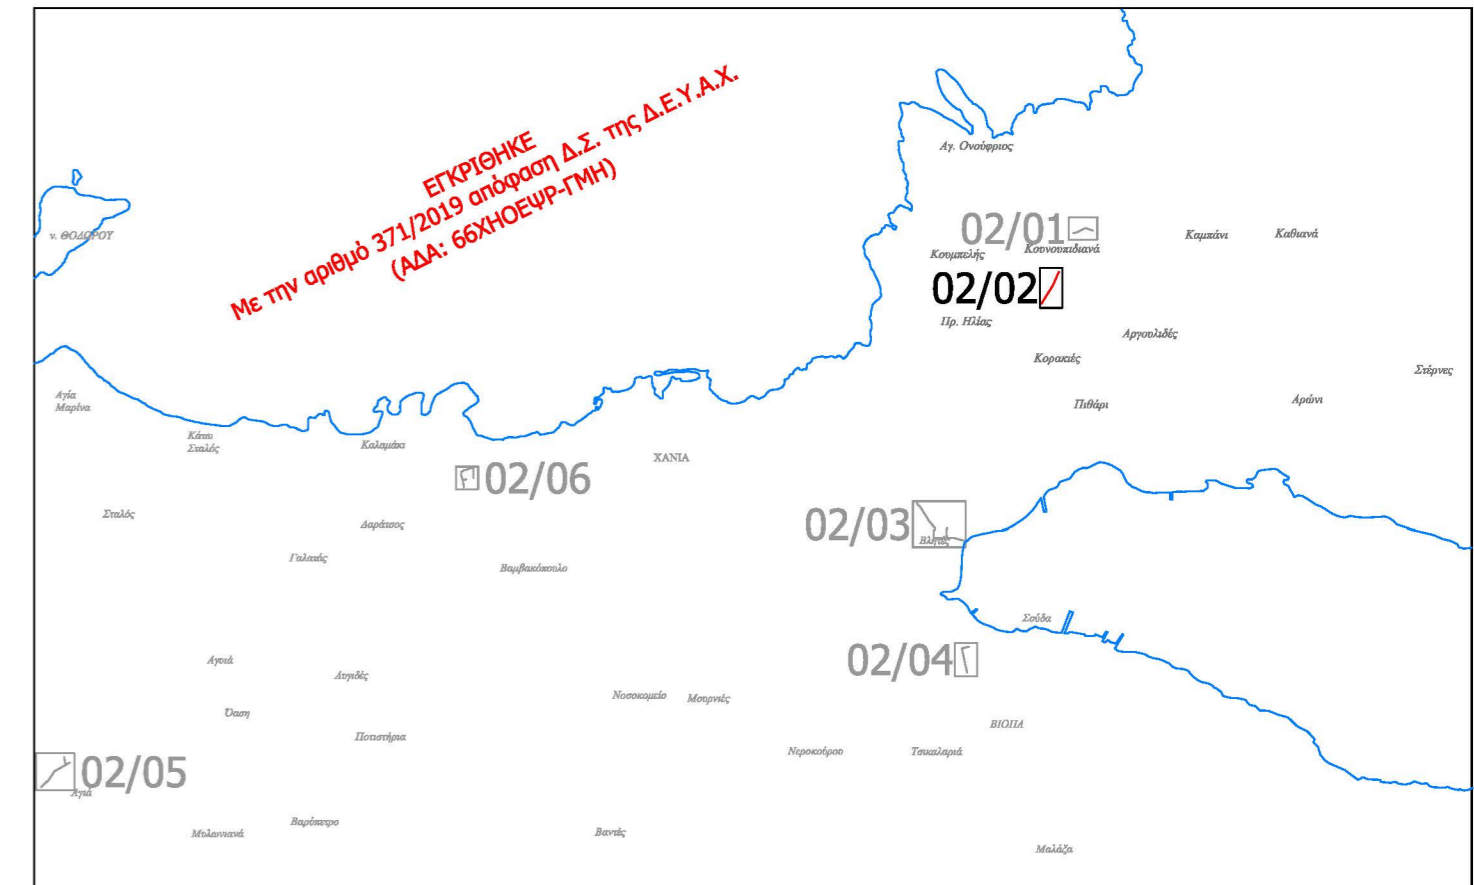 ΕΓΚΡΙΘΗΚΕ
Με την αριθμό 371/2019 απόφαση Δ.Σ. της Δ.Ε.Υ.Α.Χ.
(ΑΔΑ: 66ΧΗΟΕΨΡ-ΓΜΗ)
Αγ. Ονούφριος
ν. ΘΟΔΩΡΟΥ
02/01
Καμπάνι
Καθιανά
Κουμπελής
Κουνουπιδιανά
02/02
Πρ. Ηλίας
Αργουλιδές
Κορακιές
Στέρνες
Αγία
Μαρίνα
Πιθάρι
Αρώνι
Κάτω
Σταλός
Καλαμάκι
ΧΑΝΙΑ
02/06
Σταλός
Δαράτσος
02/03
Βλητές
Γαλατάς
Βαμβακόπουλο
Σούδα
Αγυιά
Ατγιδές
02/04
Νοσοκομείο
Μουρνιές
Όαση
ΒΙΟΠΑ
Ποτιστήρια
Νεροκούρου
Τσικαλαριά
02/05
Αγιά
Μυλωνιανά
Βαρύπετρο
Βαντές
Μαλάξα